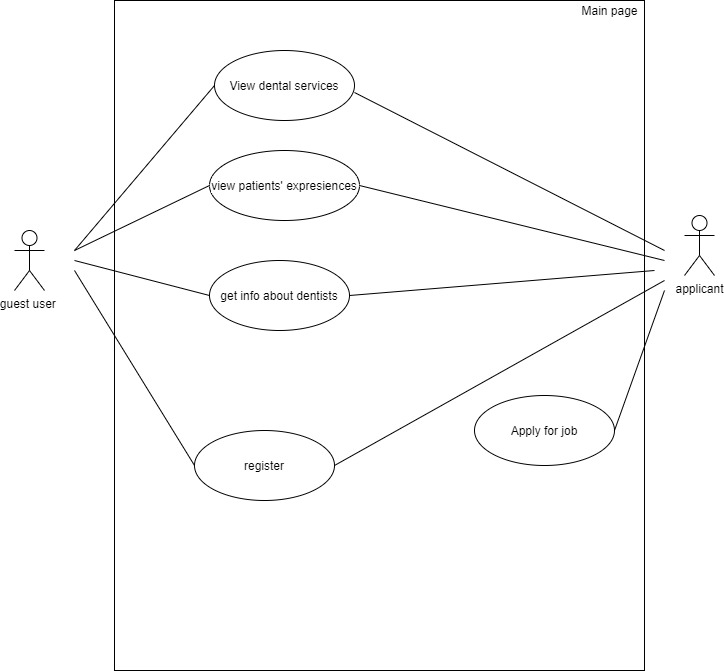 Main page
View dental services
view patients' expresiences
guest user
applicant
get info about dentists
Apply for job
register